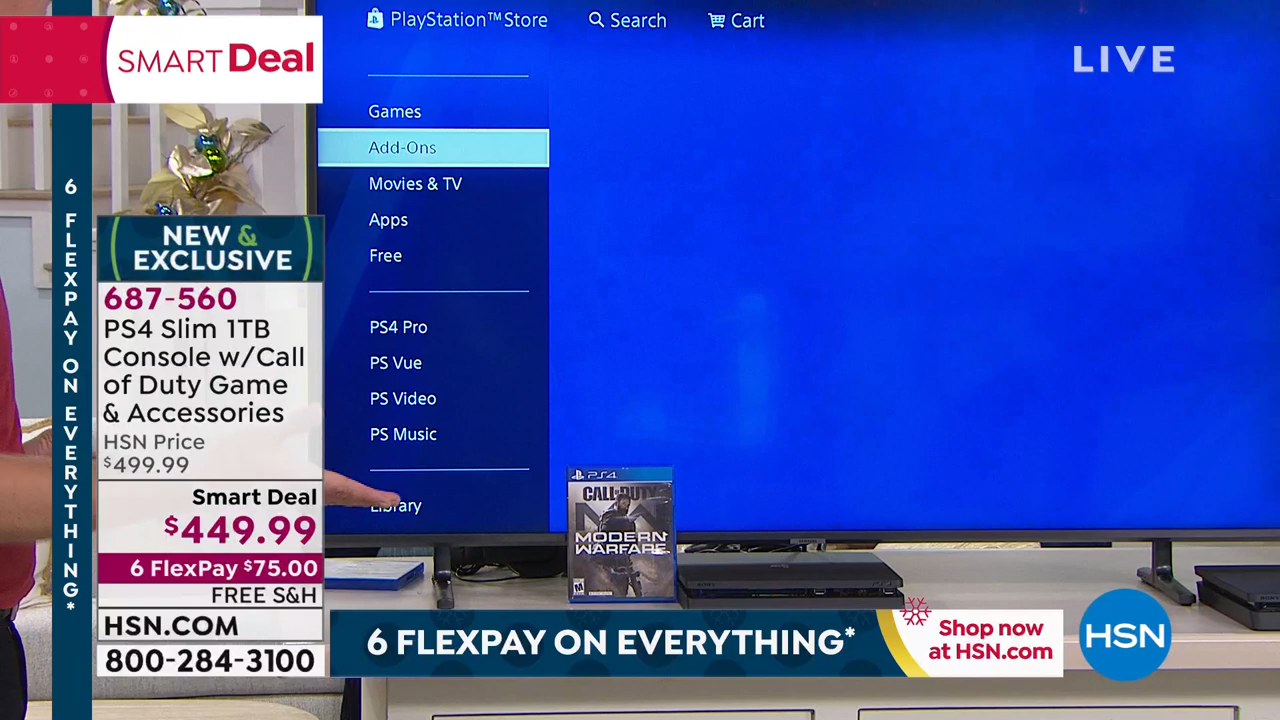 SMART Deal
PlayStation™Store
Search
Cart
LIVE
Games
Add-Ons
Movies & TV
Apps
Free
PS4 Pro
PS Vue
PS Video
PS Music
Library
6 FLEXPAY ON EVERYTHING*
NEW &
EXCLUSIVE
687-560
PS4 Slim 1TB
Console w/Call
of Duty Game
& Accessories
HSN Price
$499.99
Smart Deal
$449.99
6 FlexPay $75.00
FREE S&H
HSN.COM
800-284-3100
PS4
CALL OF DUTY
MODERN
WARFARE
M
6 FLEXPAY ON EVERYTHING*
Shop now
at HSN.com
HSN